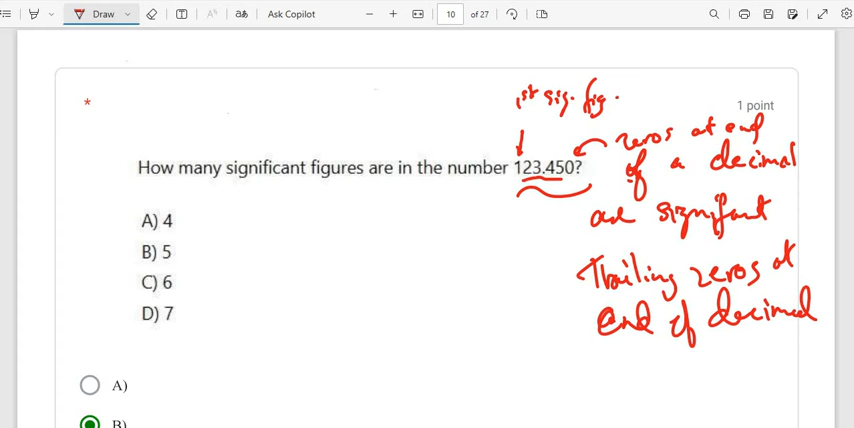 Draw
Ask Copilot
10 of 27
*
1 point
1st sig. fig.
zeros at end
of a decimal
are signifant
Trailing zeros at
end of decimal
How many significant figures are in the number 123.450?
A) 4
B) 5
C) 6
D) 7
A)
B)